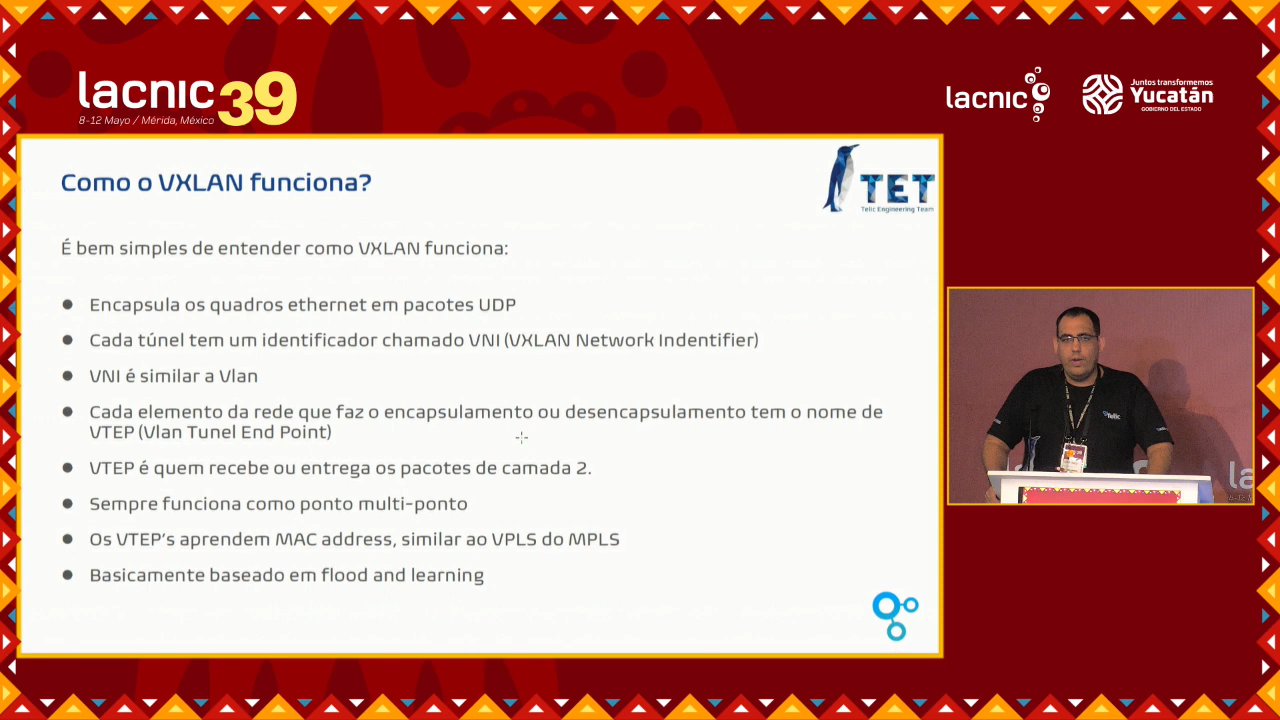 lacnic 39
8-12 Mayo / Mérida, México
lacnic
Juntos transformemos
Yucatán
GOBIERNO DEL ESTADO
Como o VXLAN funciona?
TET
Telic Engineering Team
É bem simples de entender como VXLAN funciona:
● Encapsula os quadros ethernet em pacotes UDP
● Cada túnel tem um identificador chamado VNI (VXLAN Network Indentifier)
● VNI é similar a Vlan
● Cada elemento da rede que faz o encapsulamento ou desencapsulamento tem o nome de
VTEP (Vlan Tunel End Point)
● VTEP é quem recebe ou entrega os pacotes de camada 2.
● Sempre funciona como ponto multi-ponto
● Os VTEP’s aprendem MAC address, similar ao VPLS do MPLS
● Basicamente baseado em flood and learning
Telic